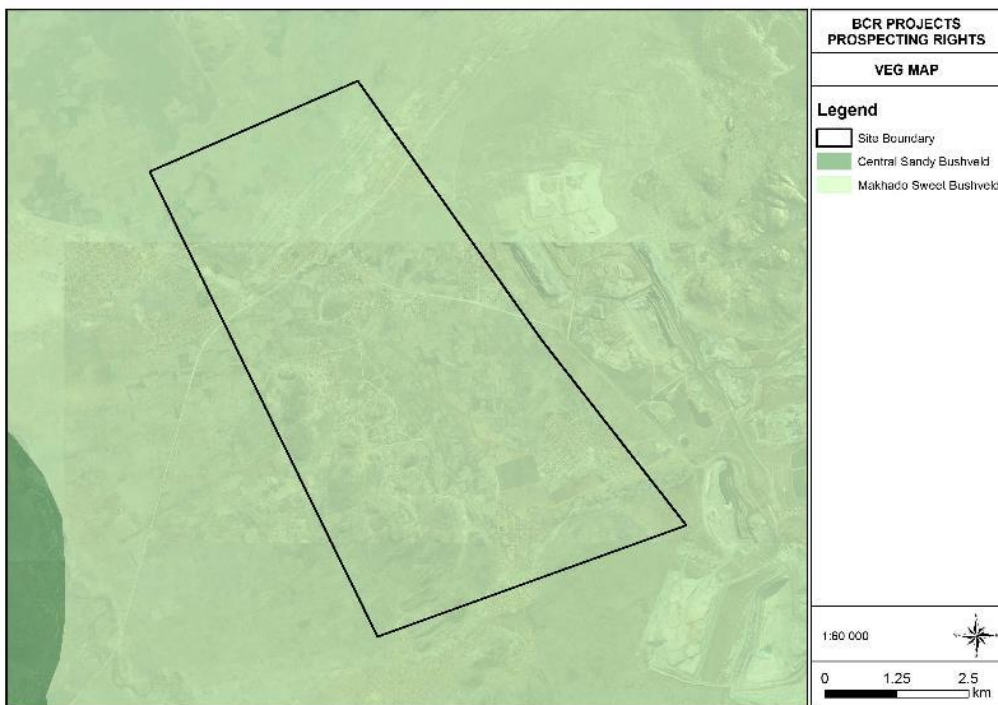 BCR PROJECTS
PROSPECTING RIGHTS
VEG MAP
Legend
Site Boundary
Central Sandy Bushveld
Makhado Sweet Bushveld
1:60 000
0 1.25 2.5
km